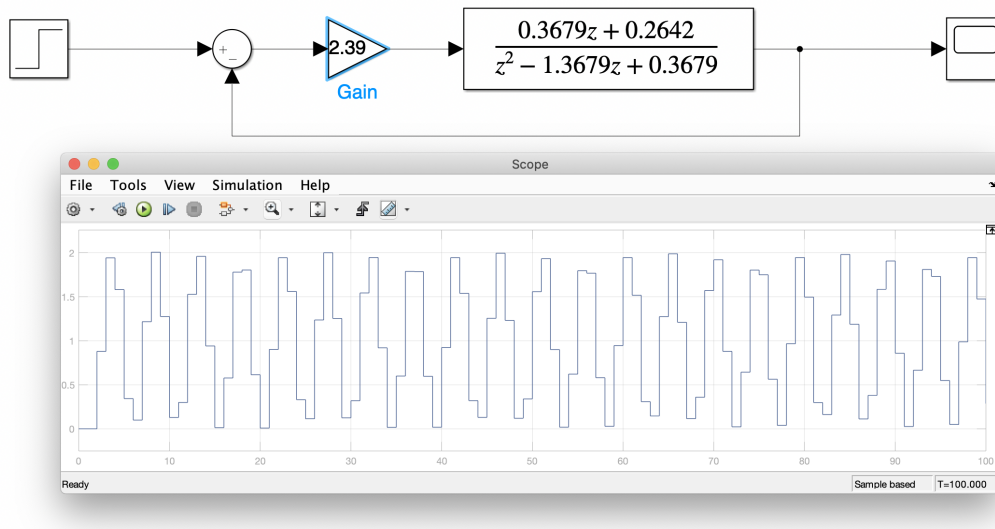 +
−
2.39
Gain
0.3679z + 0.2642
z² − 1.3679z + 0.3679
Scope
File Tools View Simulation Help
2
1.5
1
0.5
0
0 10 20 30 40 50 60 70 80 90 100
Ready Sample based T=100.000